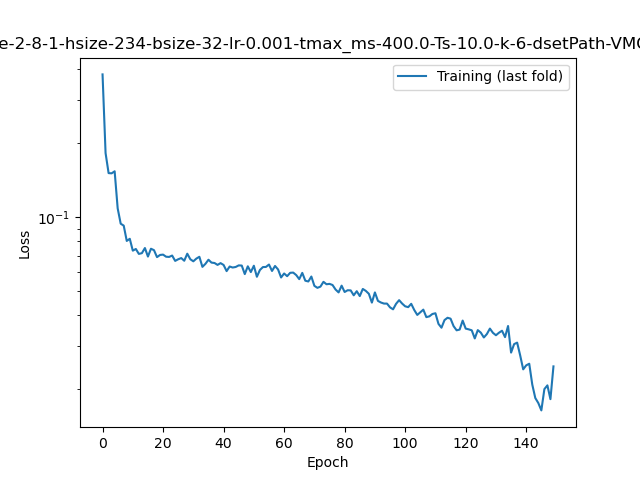 e-2-8-1-hsize-234-bsize-32-lr-0.001-tmax_ms-400.0-Ts-10.0-k-6-dsetPath-VMC
Training (last fold)
10⁻¹
Loss
0 20 40 60 80 100 120 140
Epoch